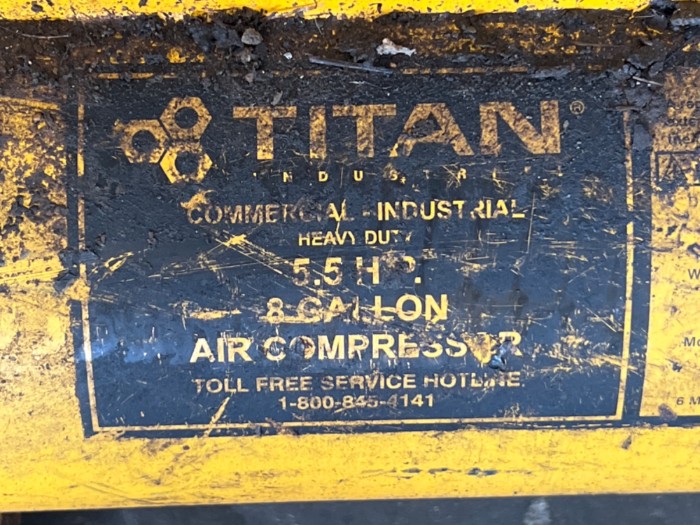 TITAN®
INDUSTRI
COMMERCIAL - INDUSTRIAL
HEAVY DUTY
5.5 H.P.
8 GALLON
AIR COMPRESSOR
TOLL FREE SERVICE HOTLINE
1-800-845-4141